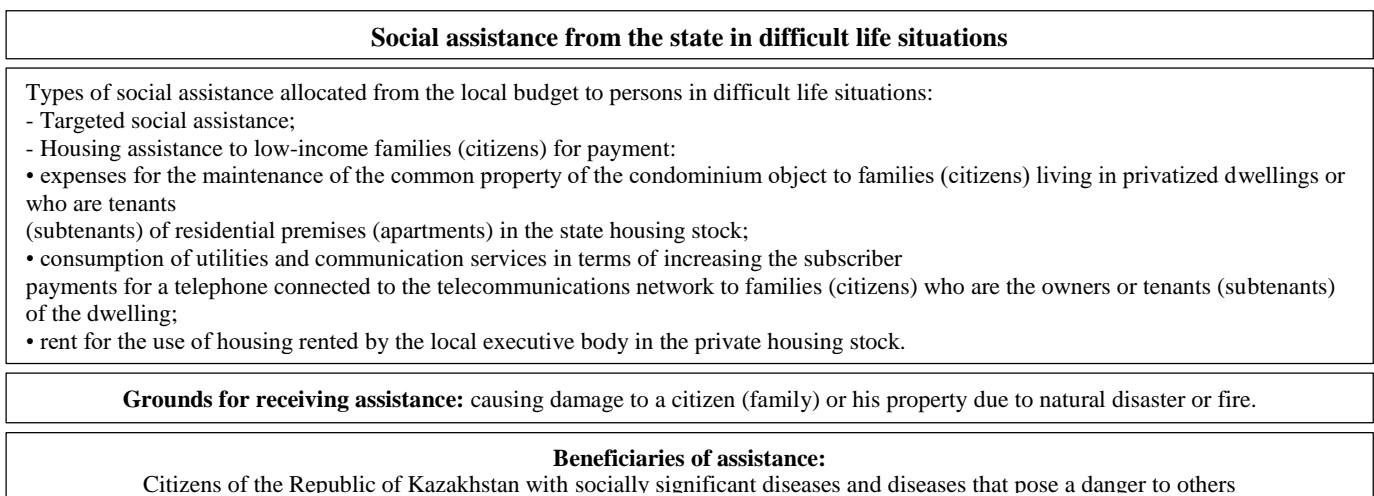 Social assistance from the state in difficult life situations
Types of social assistance allocated from the local budget to persons in difficult life situations:
- Targeted social assistance;
- Housing assistance to low-income families (citizens) for payment:
• expenses for the maintenance of the common property of the condominium object to families (citizens) living in privatized dwellings or
who are tenants
(subtenants) of residential premises (apartments) in the state housing stock;
• consumption of utilities and communication services in terms of increasing the subscriber
payments for a telephone connected to the telecommunications network to families (citizens) who are the owners or tenants (subtenants)
of the dwelling;
• rent for the use of housing rented by the local executive body in the private housing stock.
Grounds for receiving assistance: causing damage to a citizen (family) or his property due to natural disaster or fire.
Beneficiaries of assistance:
Citizens of the Republic of Kazakhstan with socially significant diseases and diseases that pose a danger to others